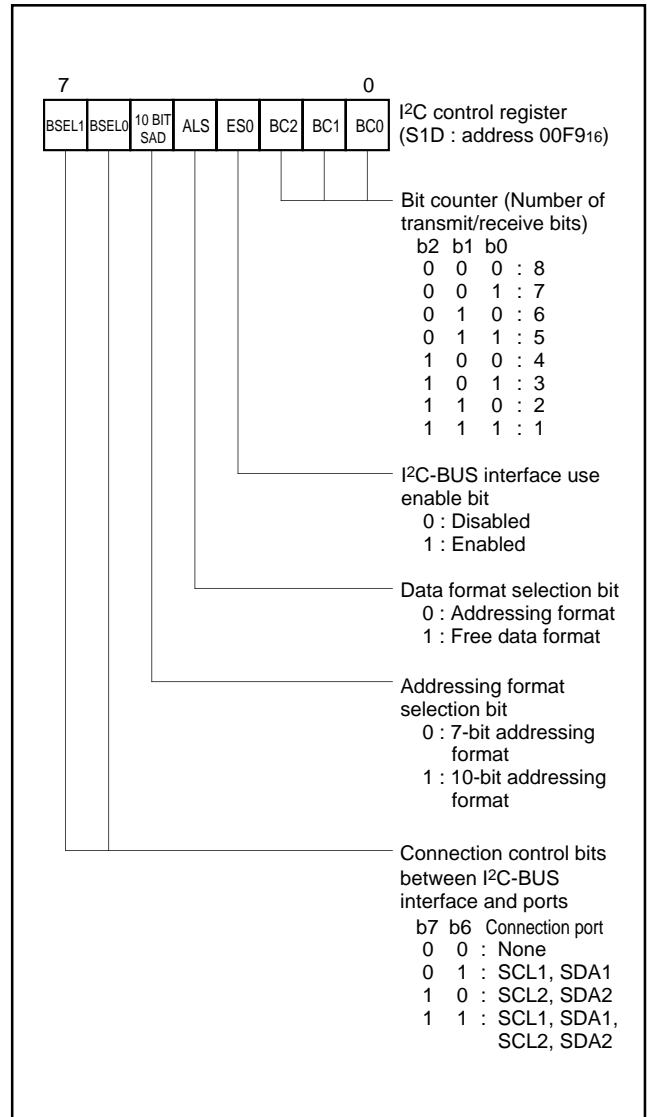 7 0
BSEL1 BSEL0 10 BIT SAD ALS ES0 BC2 BC1 BC0
I2C control register
(S1D : address 00F916)
Bit counter (Number of
transmit/receive bits)
b2 b1 b0
0 0 0 : 8
0 0 1 : 7
0 1 0 : 6
0 1 1 : 5
1 0 0 : 4
1 0 1 : 3
1 1 0 : 2
1 1 1 : 1
I2C-BUS interface use
enable bit
0 : Disabled
1 : Enabled
Data format selection bit
0 : Addressing format
1 : Free data format
Addressing format
selection bit
0 : 7-bit addressing
format
1 : 10-bit addressing
format
Connection control bits
between I2C-BUS
interface and ports
b7 b6 Connection port
0 0 : None
0 1 : SCL1, SDA1
1 0 : SCL2, SDA2
1 1 : SCL1, SDA1,
SCL2, SDA2